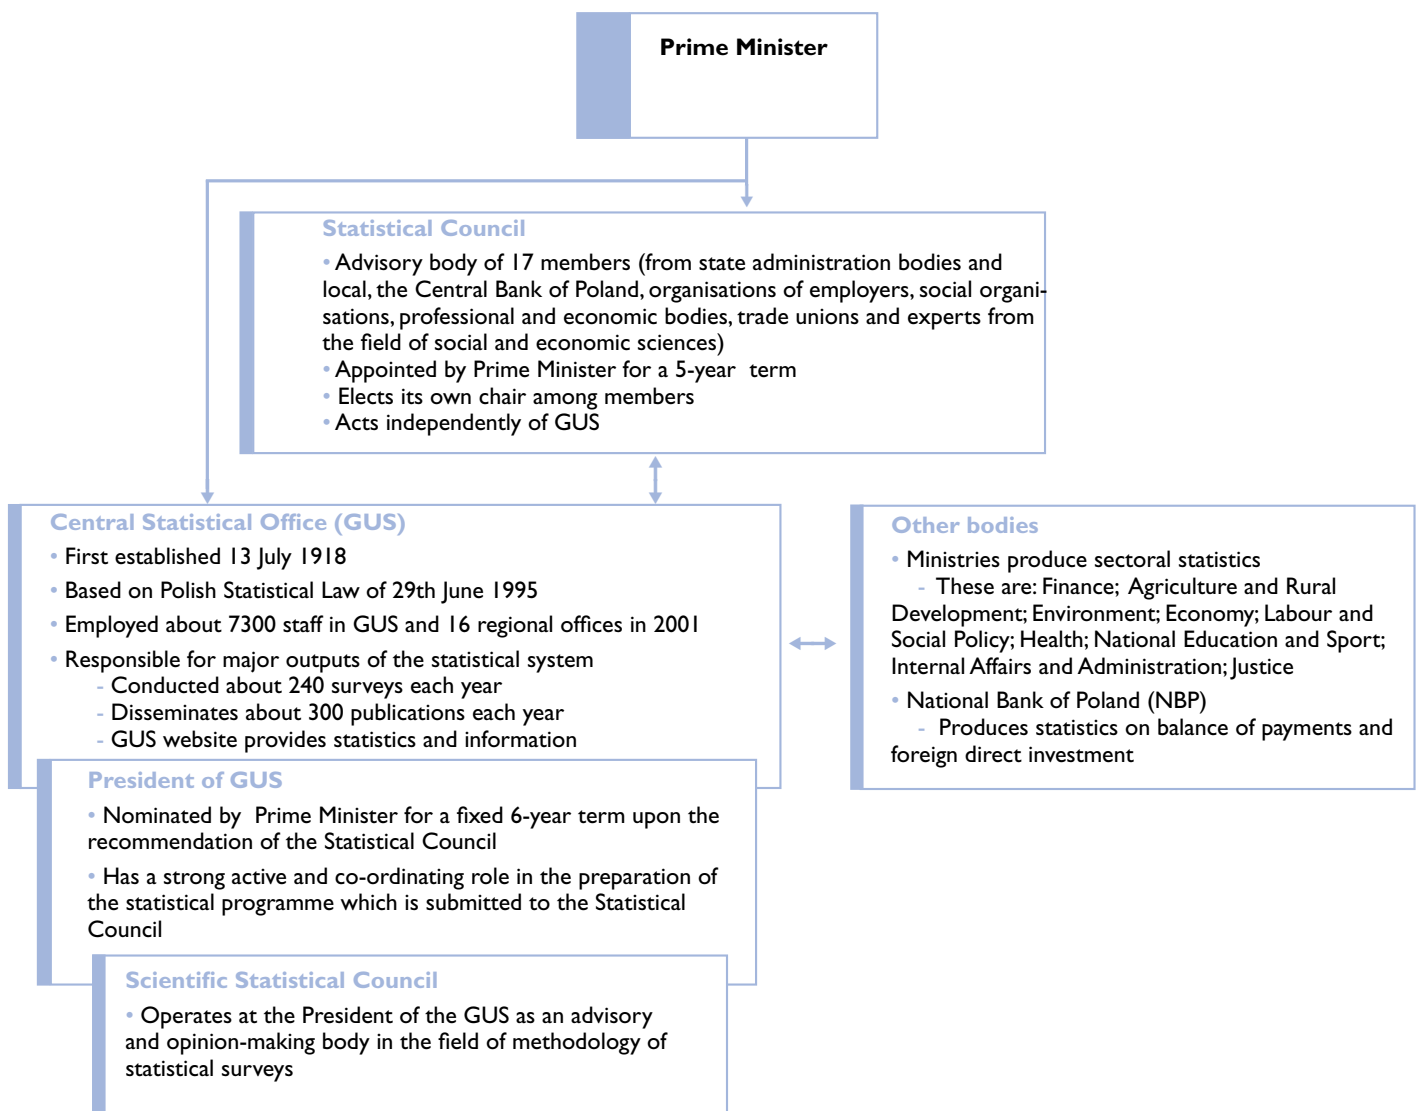 Prime Minister
Statistical Council
• Advisory body of 17 members (from state administration bodies and
local, the Central Bank of Poland, organisations of employers, social organi-
sations, professional and economic bodies, trade unions and experts from
the field of social and economic sciences)
• Appointed by Prime Minister for a 5-year term
• Elects its own chair among members
• Acts independently of GUS
Central Statistical Office (GUS)
• First established 13 July 1918
• Based on Polish Statistical Law of 29th June 1995
• Employed about 7300 staff in GUS and 16 regional offices in 2001
• Responsible for major outputs of the statistical system
- Conducted about 240 surveys each year
- Disseminates about 300 publications each year
- GUS website provides statistics and information
Other bodies
• Ministries produce sectoral statistics
- These are: Finance; Agriculture and Rural
Development; Environment; Economy; Labour and
Social Policy; Health; National Education and Sport;
Internal Affairs and Administration; Justice
• National Bank of Poland (NBP)
- Produces statistics on balance of payments and
foreign direct investment
President of GUS
• Nominated by Prime Minister for a fixed 6-year term upon the
recommendation of the Statistical Council
• Has a strong active and co-ordinating role in the preparation of
the statistical programme which is submitted to the Statistical
Council
Scientific Statistical Council
• Operates at the President of the GUS as an advisory
and opinion-making body in the field of methodology of
statistical surveys